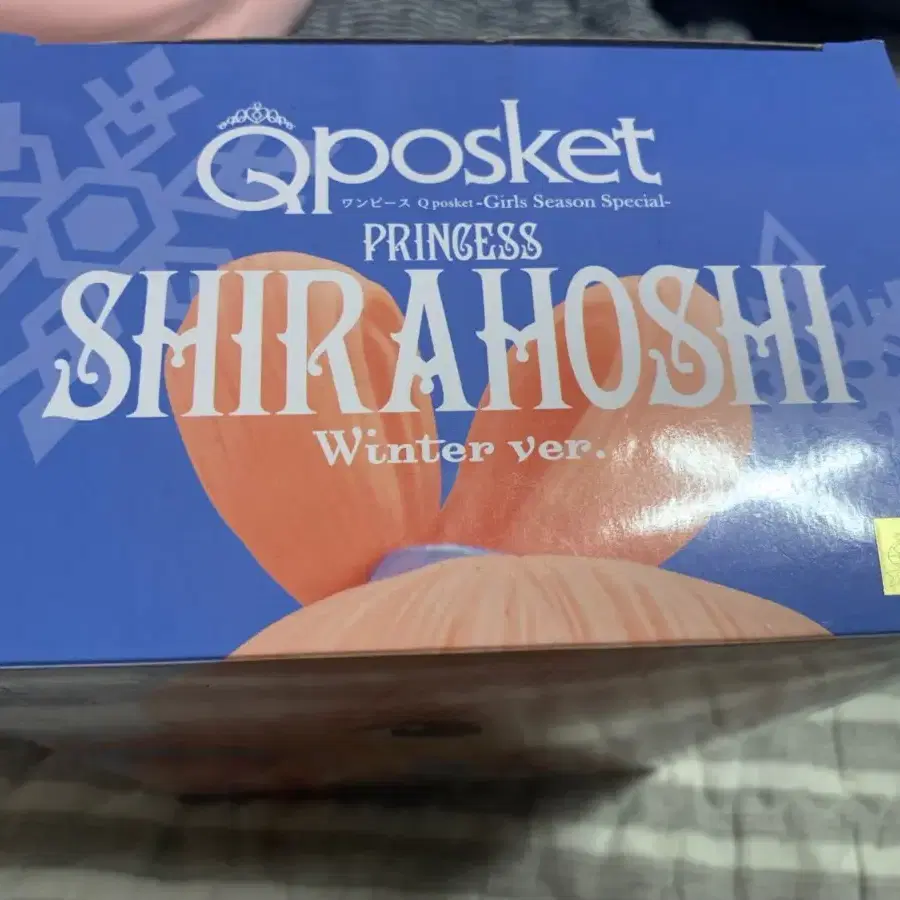 Qposket
ワンピース Q posket -Girls Season Special-
PRINCESS
SHIRAHOSHI
Winter ver.